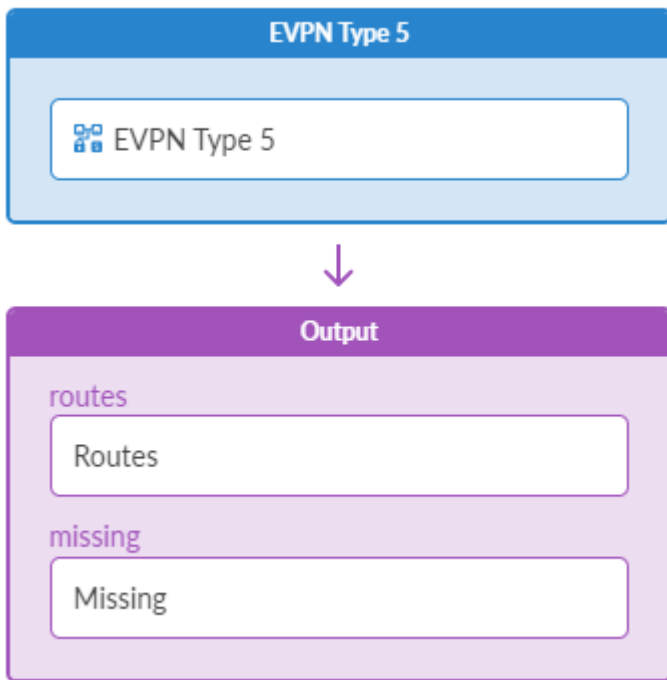 EVPN Type 5
EVPN Type 5
Output
routes
Routes
missing
Missing